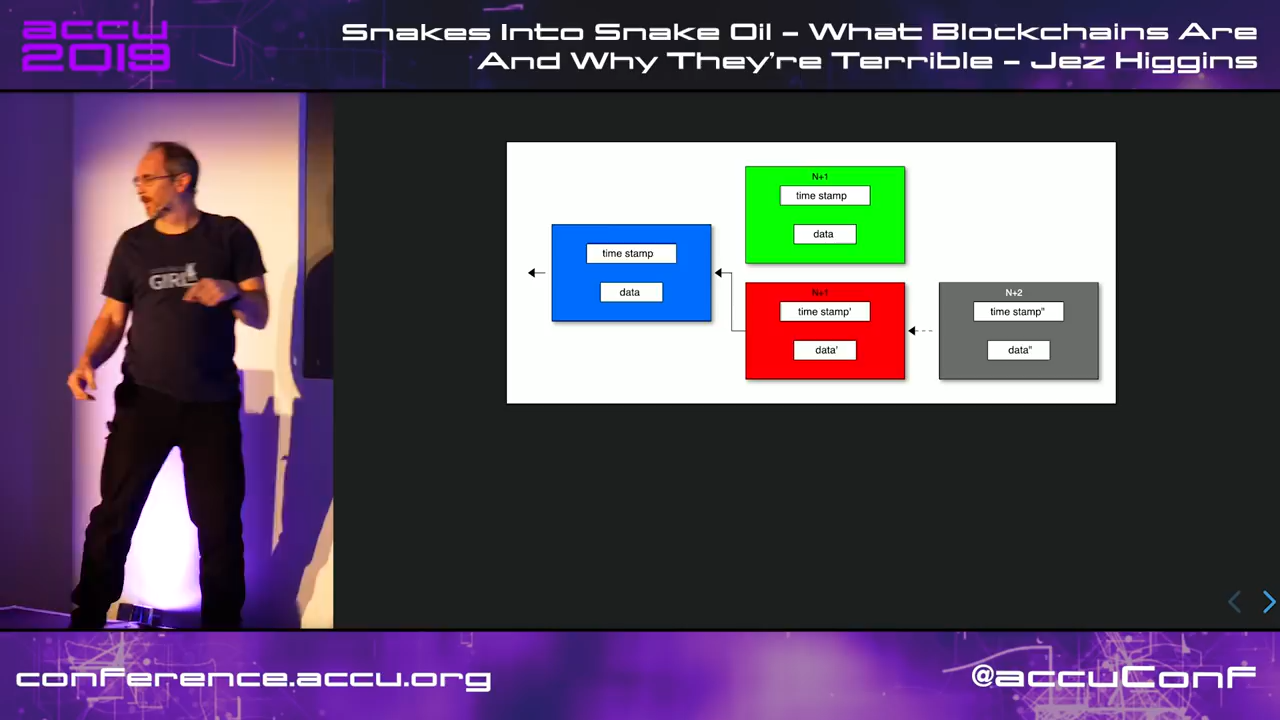 accu
2019
Snakes Into Snake Oil – What Blockchains Are
And Why They're Terrible – Jez Higgins
GIRL
time stamp
data
N+1
time stamp
data
N+1
time stamp'
data'
N+2
time stamp"
data"
conference.accu.org
@accuConf